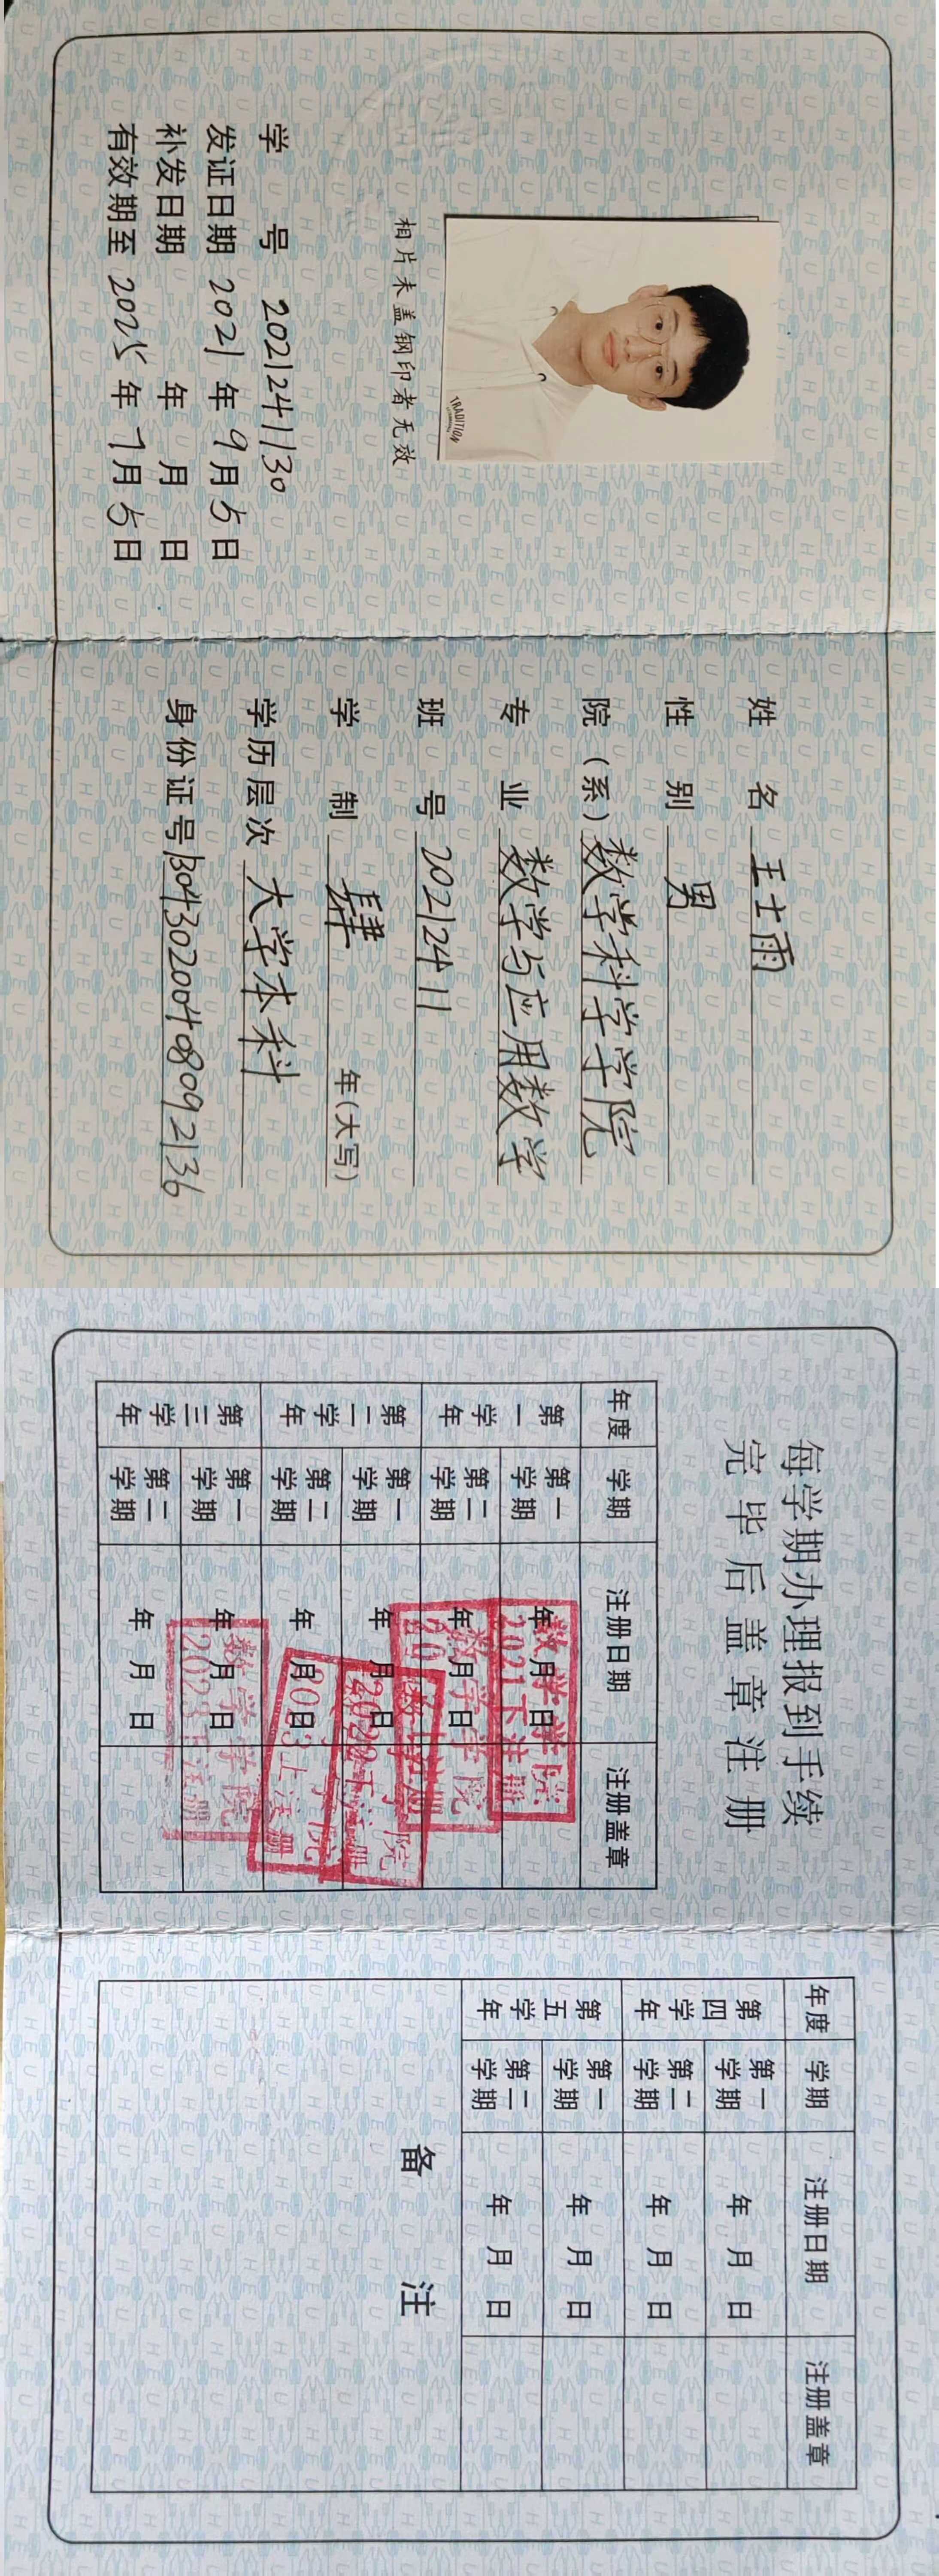 姓 名 王士雨
性 别 男
院（系）数学科学学院
专 业 数学与应用数学
班 号 20212411
学 制 肆 年(大写)
学历层次 大学本科
身份证号 130430200408092136
TRADITION
相片未盖钢印者无效
学 号 2021241130
发证日期 2021 年 9 月 5 日
补发日期 年 月 日
有效期至 2025 年 7 月 5 日
每学期办理报到手续
完毕后盖章注册
年度 学期 注册日期 注册盖章
第一学年 第一学期 年 月 日
数学学院
2021下注册
第二学期 年 月 日
数学学院
上注册
第二学年 第一学期 年 月 日
学院
2022下注册
第二学期 年 月 日
学院
2023上注册
第三学年 第一学期 年 月 日
数学学院
2023下注册
第二学期 年 月 日
年度 学期 注册日期 注册盖章
第四学年 第一学期 年 月 日
第二学期 年 月 日
第五学年 第一学期 年 月 日
第二学期 年 月 日
备 注
HEU